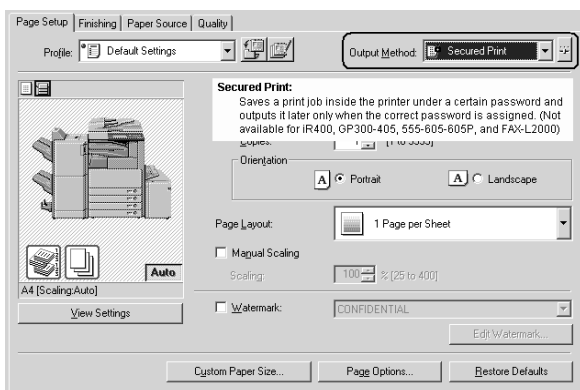 Page Setup Finishing Paper Source Quality
Profile: Default Settings Output Method: Secured Print
Secured Print:
Saves a print job inside the printer under a certain password and
outputs it later only when the correct password is assigned. (Not
available for iR400, GP300-405, 555-605-605P, and FAX-L2000)
Copies:
Orientation
A Portrait A Landscape
Page Layout: 1 Page per Sheet
Manual Scaling
Auto Scaling: 100 % [25 to 400]
A4 [Scaling:Auto]
View Settings Watermark: CONFIDENTIAL
Edit Watermark...
Custom Paper Size... Page Options... Restore Defaults